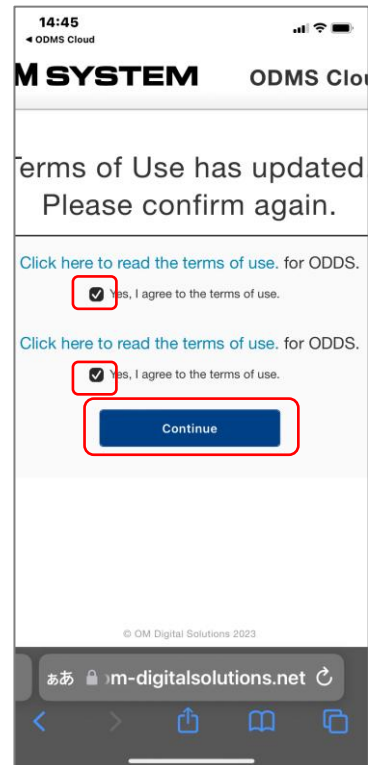 14:45
◀ ODMS Cloud
M SYSTEM ODMS Clou
Terms of Use has updated.
Please confirm again.
Click here to read the terms of use. for ODDS.
Yes, I agree to the terms of use.
Click here to read the terms of use. for ODDS.
Yes, I agree to the terms of use.
Continue
© OM Digital Solutions 2023
ぁあ m-digitalsolutions.net